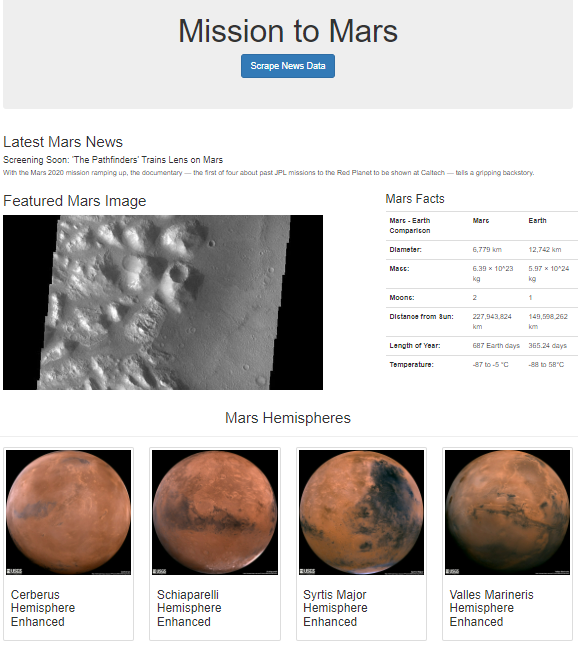 Mission to Mars
Scrape News Data
Latest Mars News
Screening Soon: 'The Pathfinders' Trains Lens on Mars
With the Mars 2020 mission ramping up, the documentary — the first of four about past JPL missions to the Red Planet to be shown at Caltech — tells a gripping backstory.
Featured Mars Image
Mars Facts
Mars - Earth Comparison Mars Earth
Diameter: 6,779 km 12,742 km
Mass: 6.39 × 10^23 kg 5.97 × 10^24 kg
Moons: 2 1
Distance from Sun: 227,943,824 km 149,598,262 km
Length of Year: 687 Earth days 365.24 days
Temperature: -87 to -5 °C -88 to 58°C
Mars Hemispheres
USGS
USGS
USGS
USGS
Cerberus
Hemisphere
Enhanced
Schiaparelli
Hemisphere
Enhanced
Syrtis Major
Hemisphere
Enhanced
Valles Marineris
Hemisphere
Enhanced